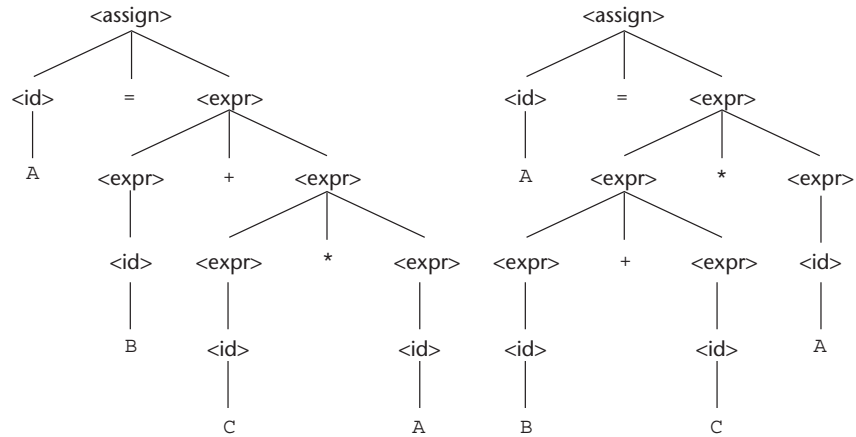 <assign> <assign>
<id> = <expr> <id> = <expr>
A <expr> + <expr> A <expr> * <expr>
<id> <expr> * <expr> <expr> + <expr> <id>
B <id> <id> <id> <id> A
C A B C